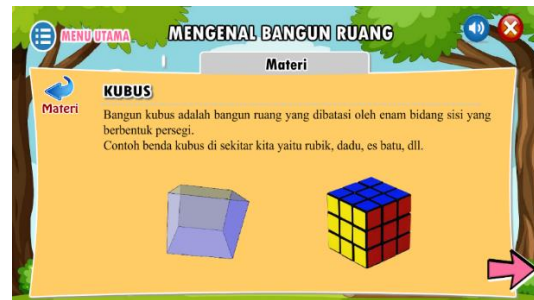 MENU UTAMA
MENGENAL BANGUN RUANG
Materi
Materi
KUBUS
Bangun kubus adalah bangun ruang yang dibatasi oleh enam bidang sisi yang
berbentuk persegi.
Contoh benda kubus di sekitar kita yaitu rubik, dadu, es batu, dll.